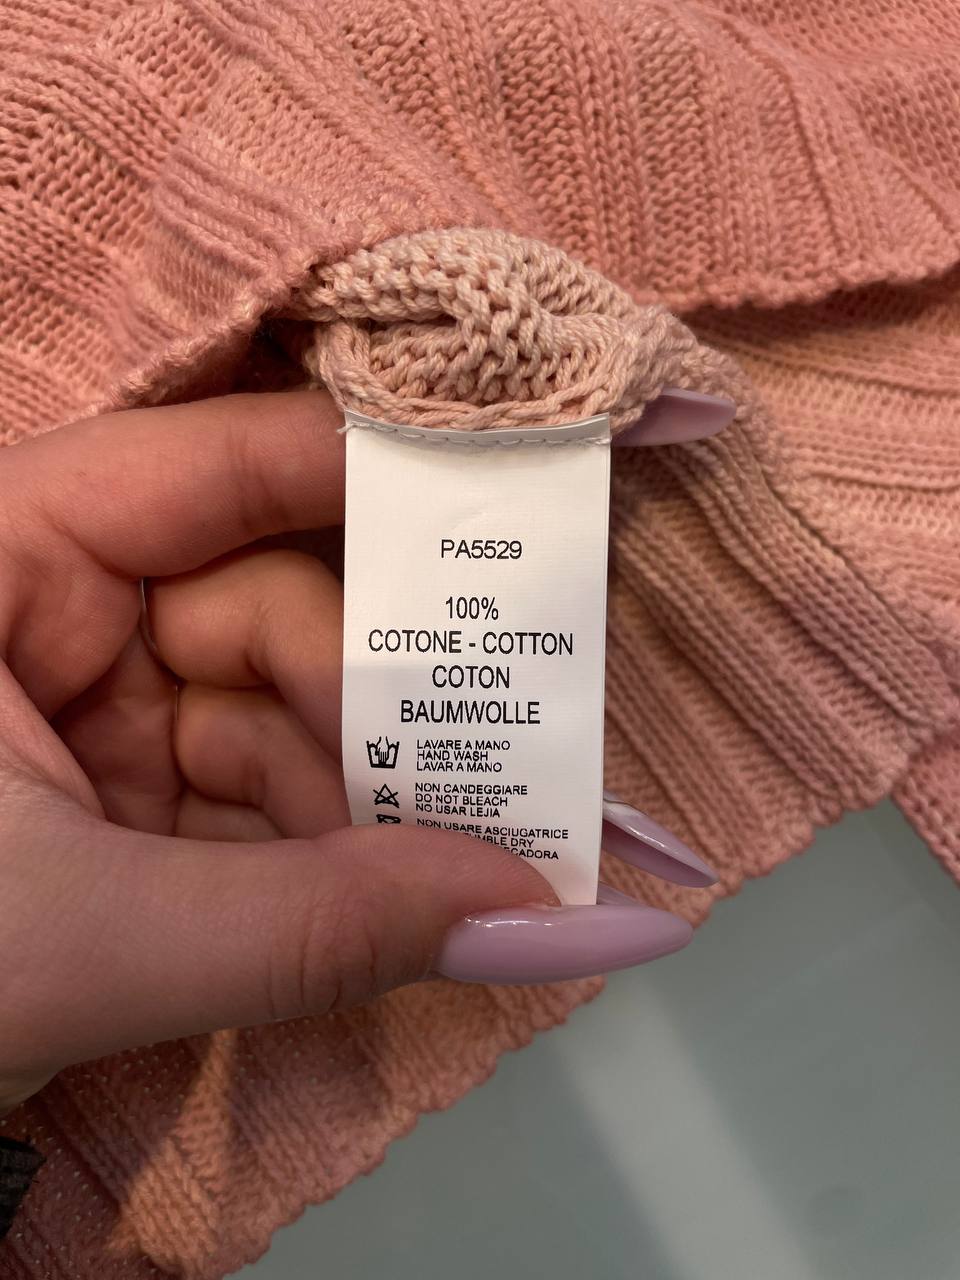 PA5529
100%
COTONE - COTTON
COTON
BAUMWOLLE
LAVARE A MANO
HAND WASH
LAVAR A MANO
NON CANDEGGIARE
DO NOT BLEACH
NO USAR LEJIA
NON USARE ASCIUGATRICE
DRY